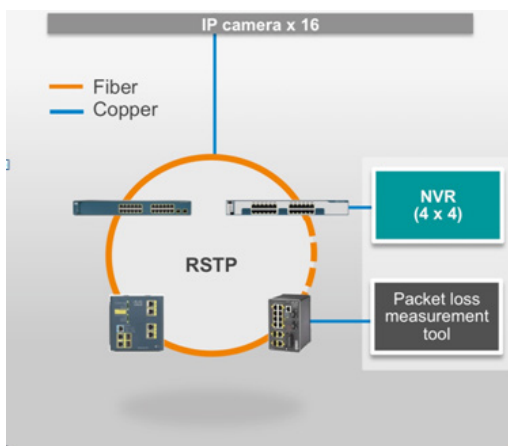 IP camera x 16
Fiber
Copper
NVR
(4 x 4)
RSTP
Packet loss
measurement
tool